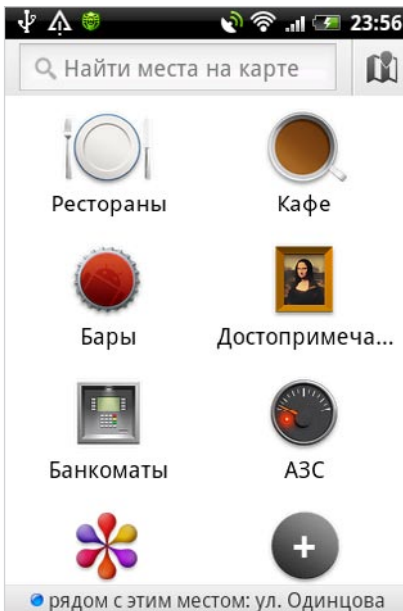 23:56
Найти места на карте
Рестораны
Кафе
Бары
Достопримеча...
Банкоматы
АЗС
рядом с этим местом: ул. Одинцова